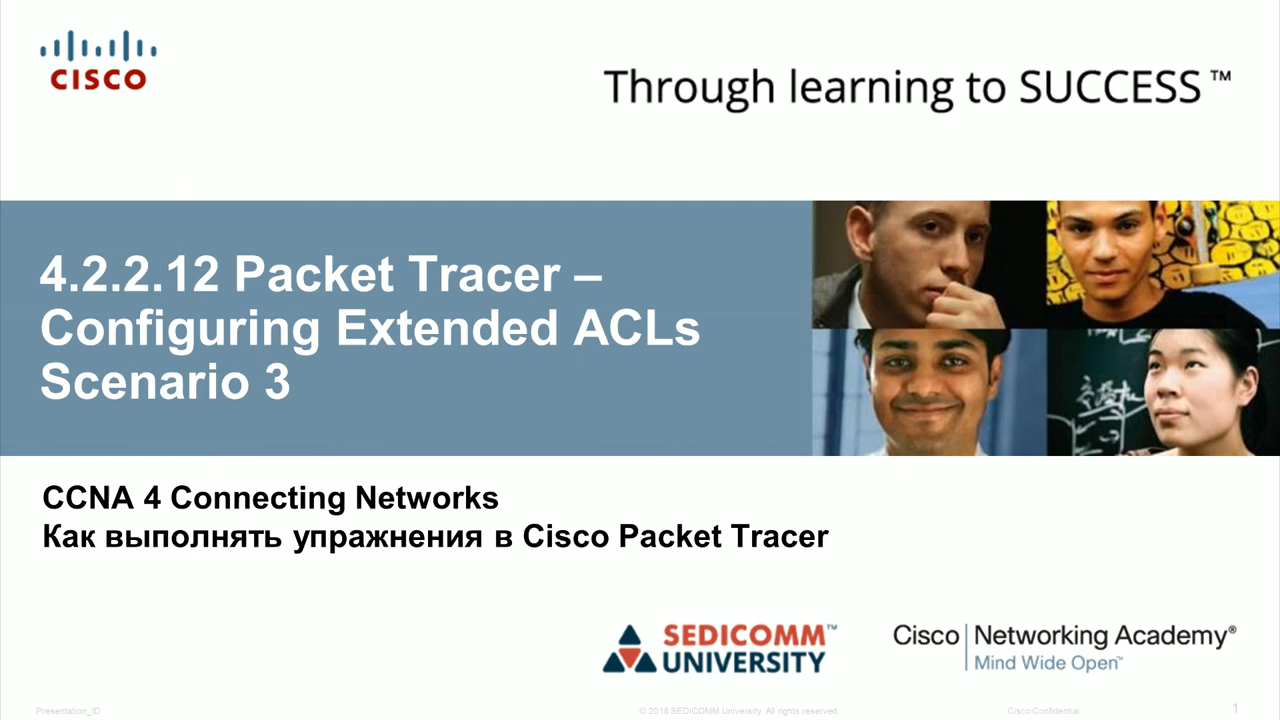 CISCO
Through learning to SUCCESS™
4.2.2.12 Packet Tracer –
Configuring Extended ACLs
Scenario 3
CCNA 4 Connecting Networks
Как выполнять упражнения в Cisco Packet Tracer
SEDICOMM™
UNIVERSITY
Cisco Networking Academy®
Mind Wide Open™
Presentation_ID
© 2018 SEDICOMM University. All rights reserved.
Cisco Confidential
1